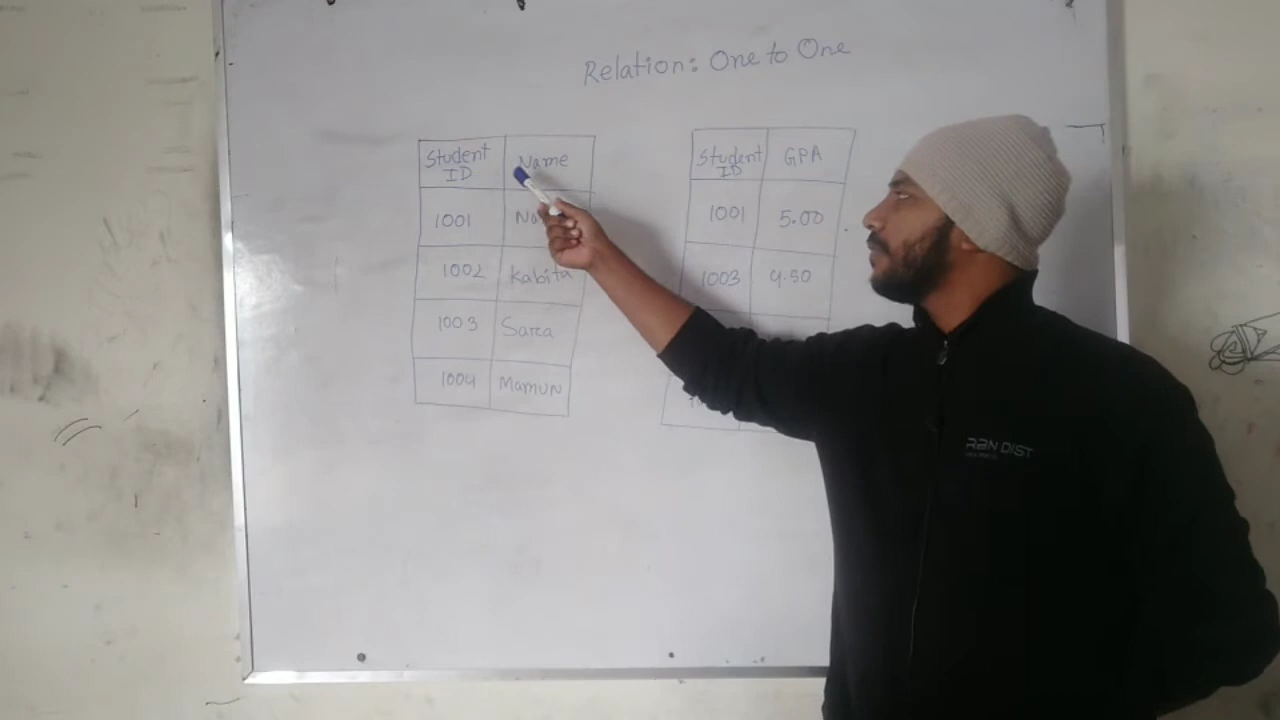 Relation: One to One
Student ID
Name
1001
1002
Kabita
1003
Sara
1004
Mamun
Student ID
GPA
1001
5.00
1003
4.50
RBN DIST